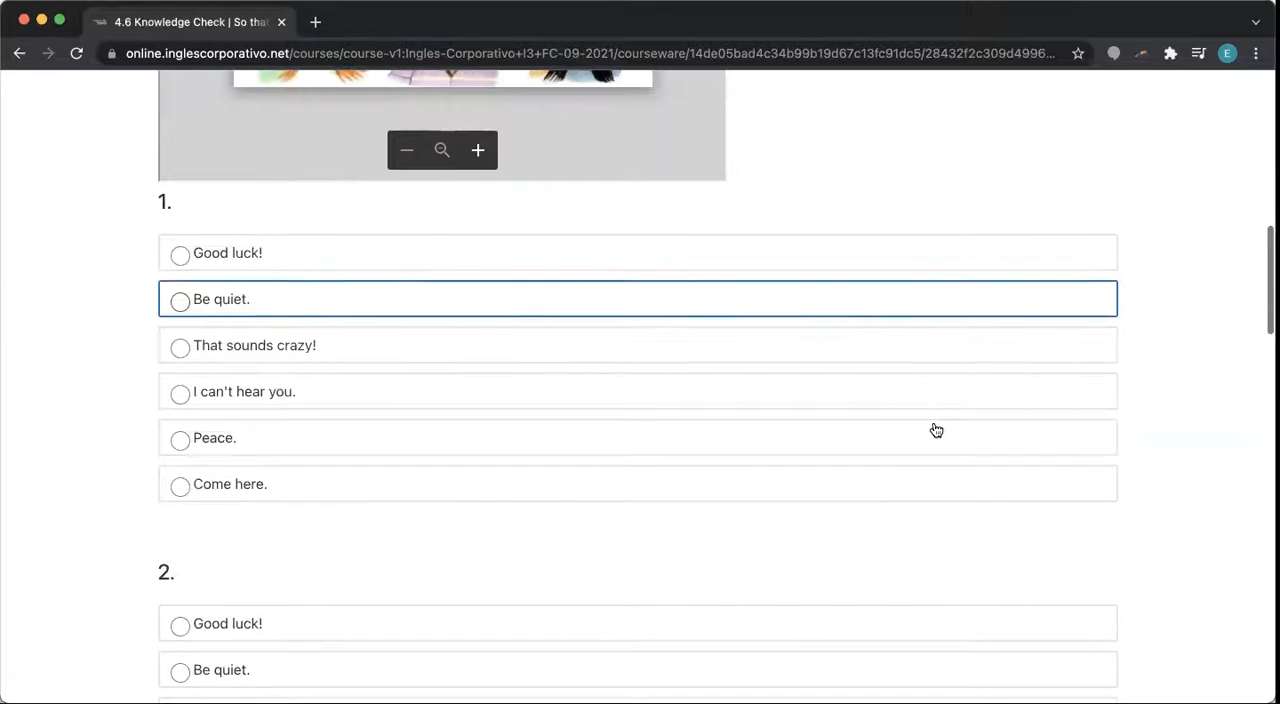 4.6 Knowledge Check | So that
online.inglescorporativo.net/courses/course-v1:Ingles-Corporativo+I3+FC-09-2021/courseware/14de05bad4c34b99b19d67c13fc91dc5/28432f2c309d4996...
E
1.
Good luck!
Be quiet.
That sounds crazy!
I can't hear you.
Peace.
Come here.
2.
Good luck!
Be quiet.